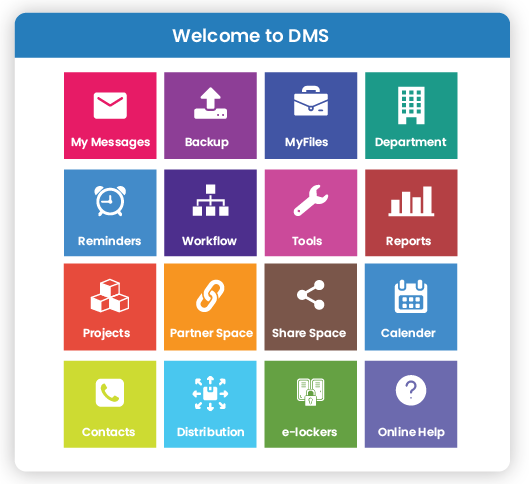 Welcome to DMS
My Messages
Backup
MyFiles
Department
Reminders
Workflow
Tools
Reports
Projects
Partner Space
Share Space
Calender
Contacts
Distribution
e-lockers
Online Help